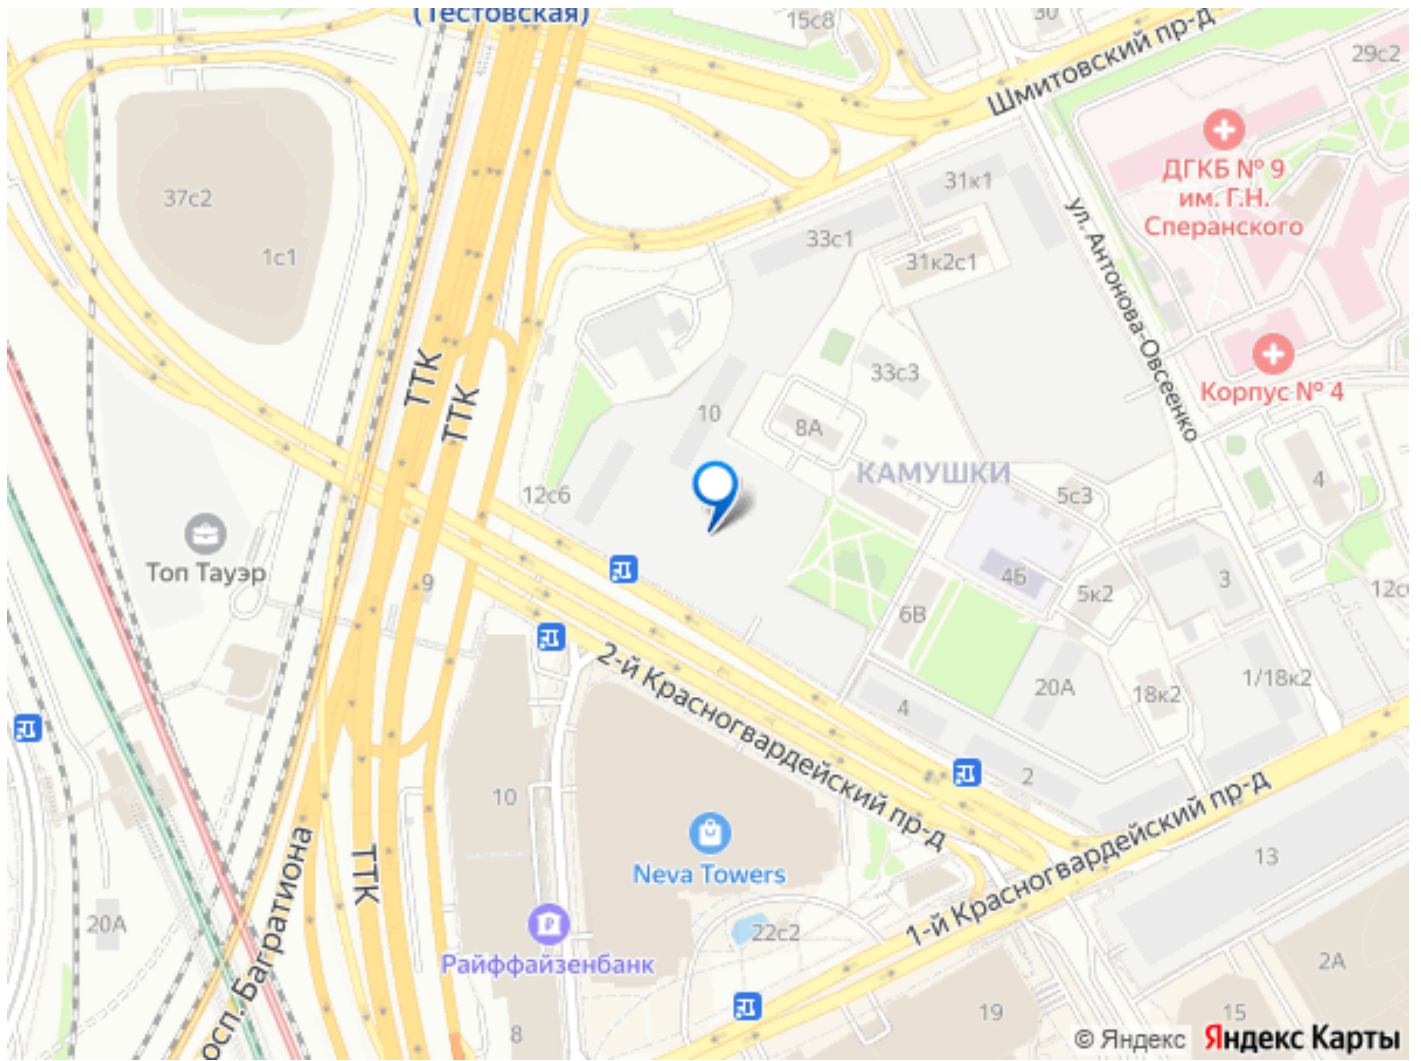 (Тестовская)
15с8
30
Шмитовский пр-д
29с2
ДГКБ № 9
им. Г.Н.
Сперанского
37с2
1с1
31к1
33с1
31к2с1
ул. Антонова-Овсеенко
ТТК
ТТК
10
33с3
8А
Корпус № 4
КАМУШКИ
12с6
5с3
4
Топ Тауэр
9
4Б
5к2
3
6В
2-й Красногвардейский пр-д
20А
18к2
1/18к2
4
2
10
Neva Towers
1-й Красногвардейский пр-д
13
ТТК
20А
просп. Багратиона
Райффайзенбанк
22с2
2А
8
19
15
© Яндекс
Яндекс Карты